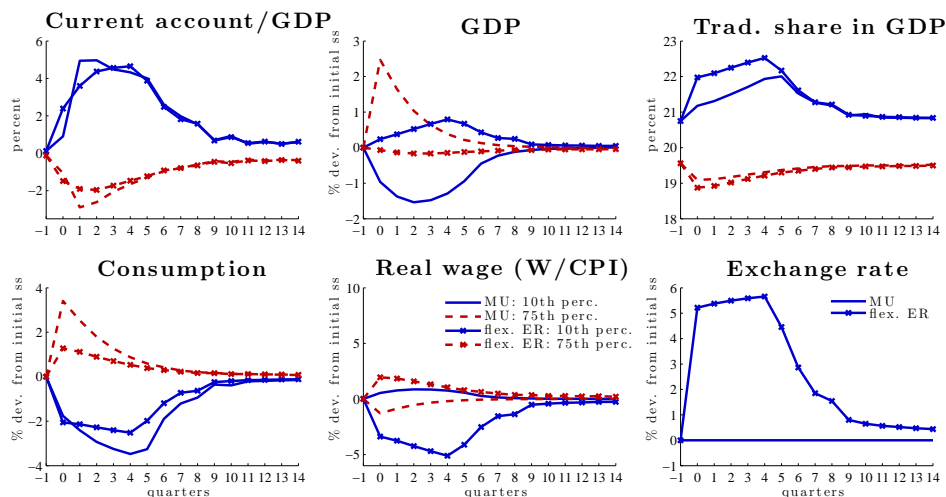 Current account/GDP
GDP
Trad. share in GDP
percent
6
4
2
0
−2
−1 0 1 2 3 4 5 6 7 8 9 10 11 12 13 14
% dev. from initial ss
3
2
1
0
−1
−2
−1 0 1 2 3 4 5 6 7 8 9 10 11 12 13 14
percent
23
22
21
20
19
18
−1 0 1 2 3 4 5 6 7 8 9 10 11 12 13 14
Consumption
Real wage (W/CPI)
Exchange rate
% dev. from initial ss
4
2
0
−2
−4
−1 0 1 2 3 4 5 6 7 8 9 10 11 12 13 14
quarters
% dev. from initial ss
10
5
0
−5
MU: 10th perc.
MU: 75th perc.
flex. ER: 10th perc.
flex. ER: 75th perc.
−1 0 1 2 3 4 5 6 7 8 9 10 11 12 13 14
quarters
% dev. from initial ss
6
5
4
3
2
1
0
−1
MU
flex. ER
−1 0 1 2 3 4 5 6 7 8 9 10 11 12 13 14
quarters